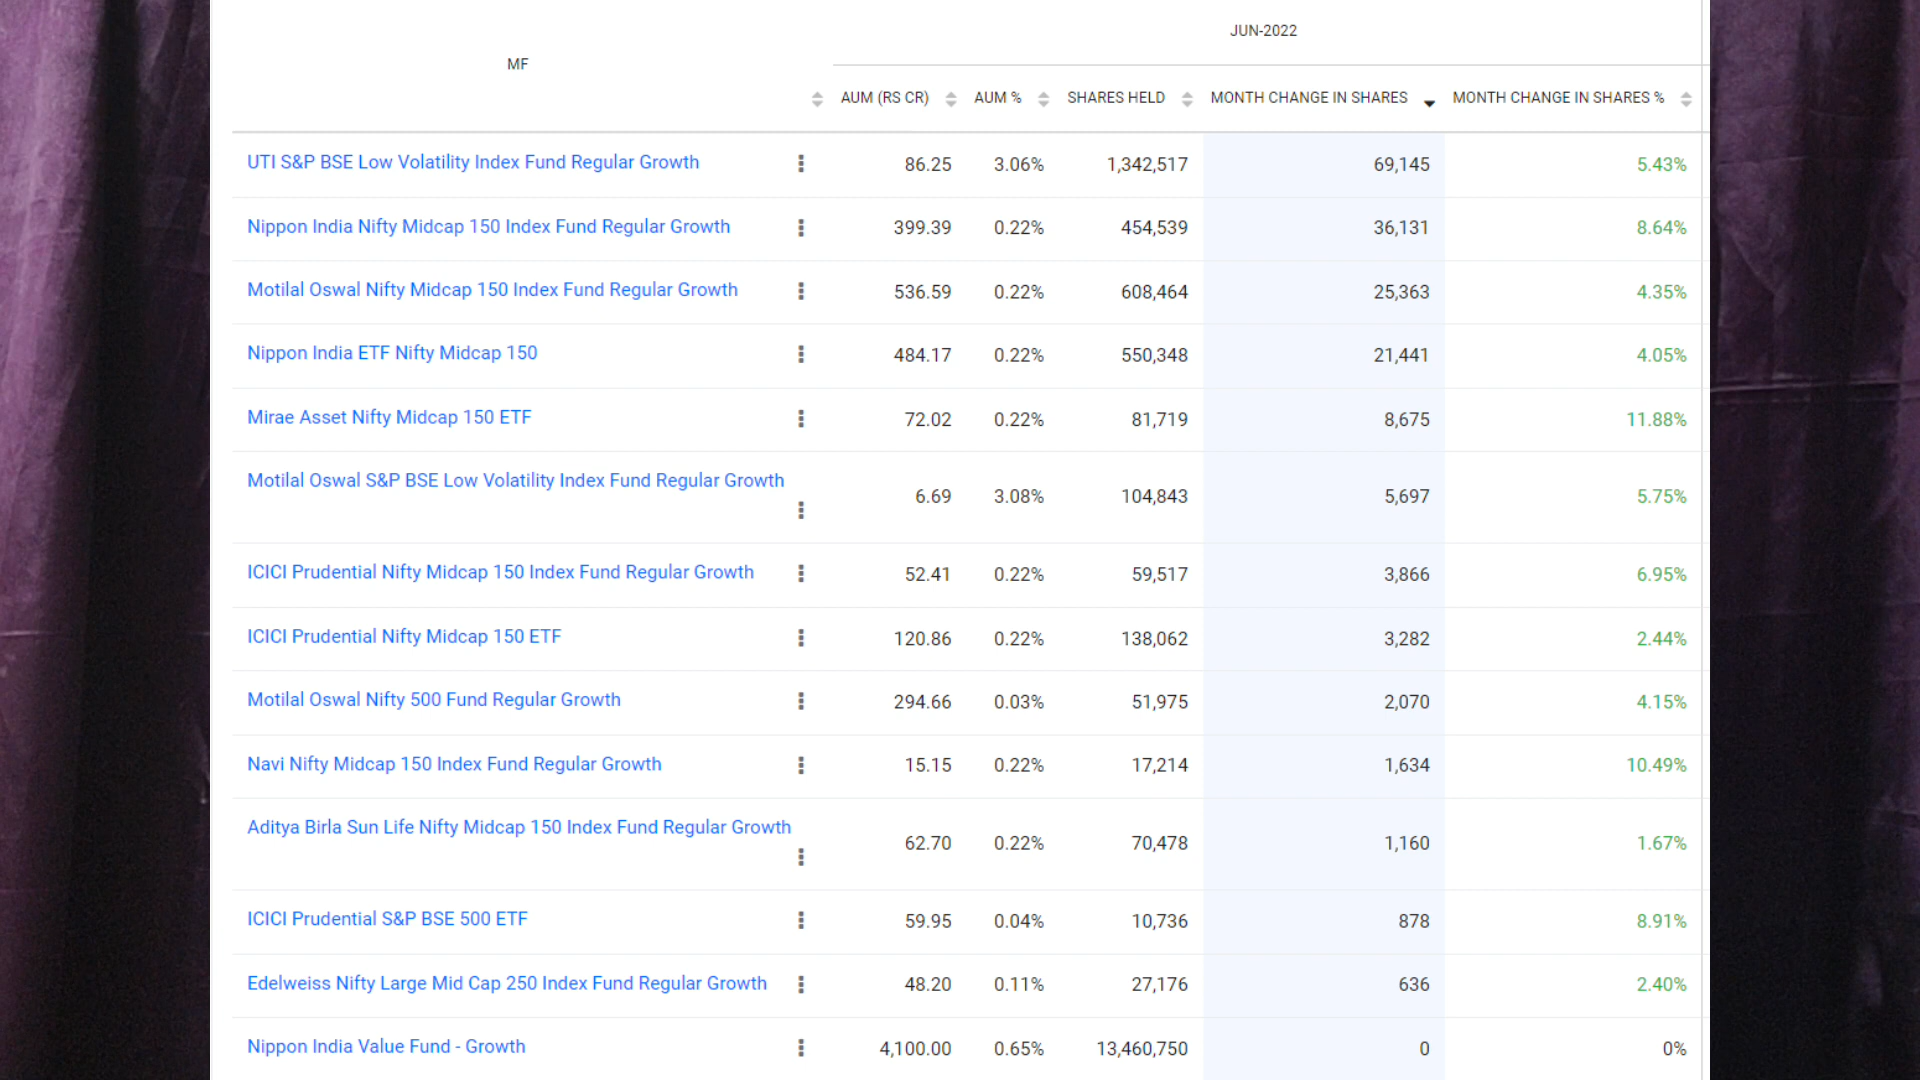 JUN-2022
MF
AUM (RS CR) AUM % SHARES HELD MONTH CHANGE IN SHARES MONTH CHANGE IN SHARES %
UTI S&P BSE Low Volatility Index Fund Regular Growth 86.25 3.06% 1,342,517 69,145 5.43%
Nippon India Nifty Midcap 150 Index Fund Regular Growth 399.39 0.22% 454,539 36,131 8.64%
Motilal Oswal Nifty Midcap 150 Index Fund Regular Growth 536.59 0.22% 608,464 25,363 4.35%
Nippon India ETF Nifty Midcap 150 484.17 0.22% 550,348 21,441 4.05%
Mirae Asset Nifty Midcap 150 ETF 72.02 0.22% 81,719 8,675 11.88%
Motilal Oswal S&P BSE Low Volatility Index Fund Regular Growth 6.69 3.08% 104,843 5,697 5.75%
ICICI Prudential Nifty Midcap 150 Index Fund Regular Growth 52.41 0.22% 59,517 3,866 6.95%
ICICI Prudential Nifty Midcap 150 ETF 120.86 0.22% 138,062 3,282 2.44%
Motilal Oswal Nifty 500 Fund Regular Growth 294.66 0.03% 51,975 2,070 4.15%
Navi Nifty Midcap 150 Index Fund Regular Growth 15.15 0.22% 17,214 1,634 10.49%
Aditya Birla Sun Life Nifty Midcap 150 Index Fund Regular Growth 62.70 0.22% 70,478 1,160 1.67%
ICICI Prudential S&P BSE 500 ETF 59.95 0.04% 10,736 878 8.91%
Edelweiss Nifty Large Mid Cap 250 Index Fund Regular Growth 48.20 0.11% 27,176 636 2.40%
Nippon India Value Fund - Growth 4,100.00 0.65% 13,460,750 0 0%